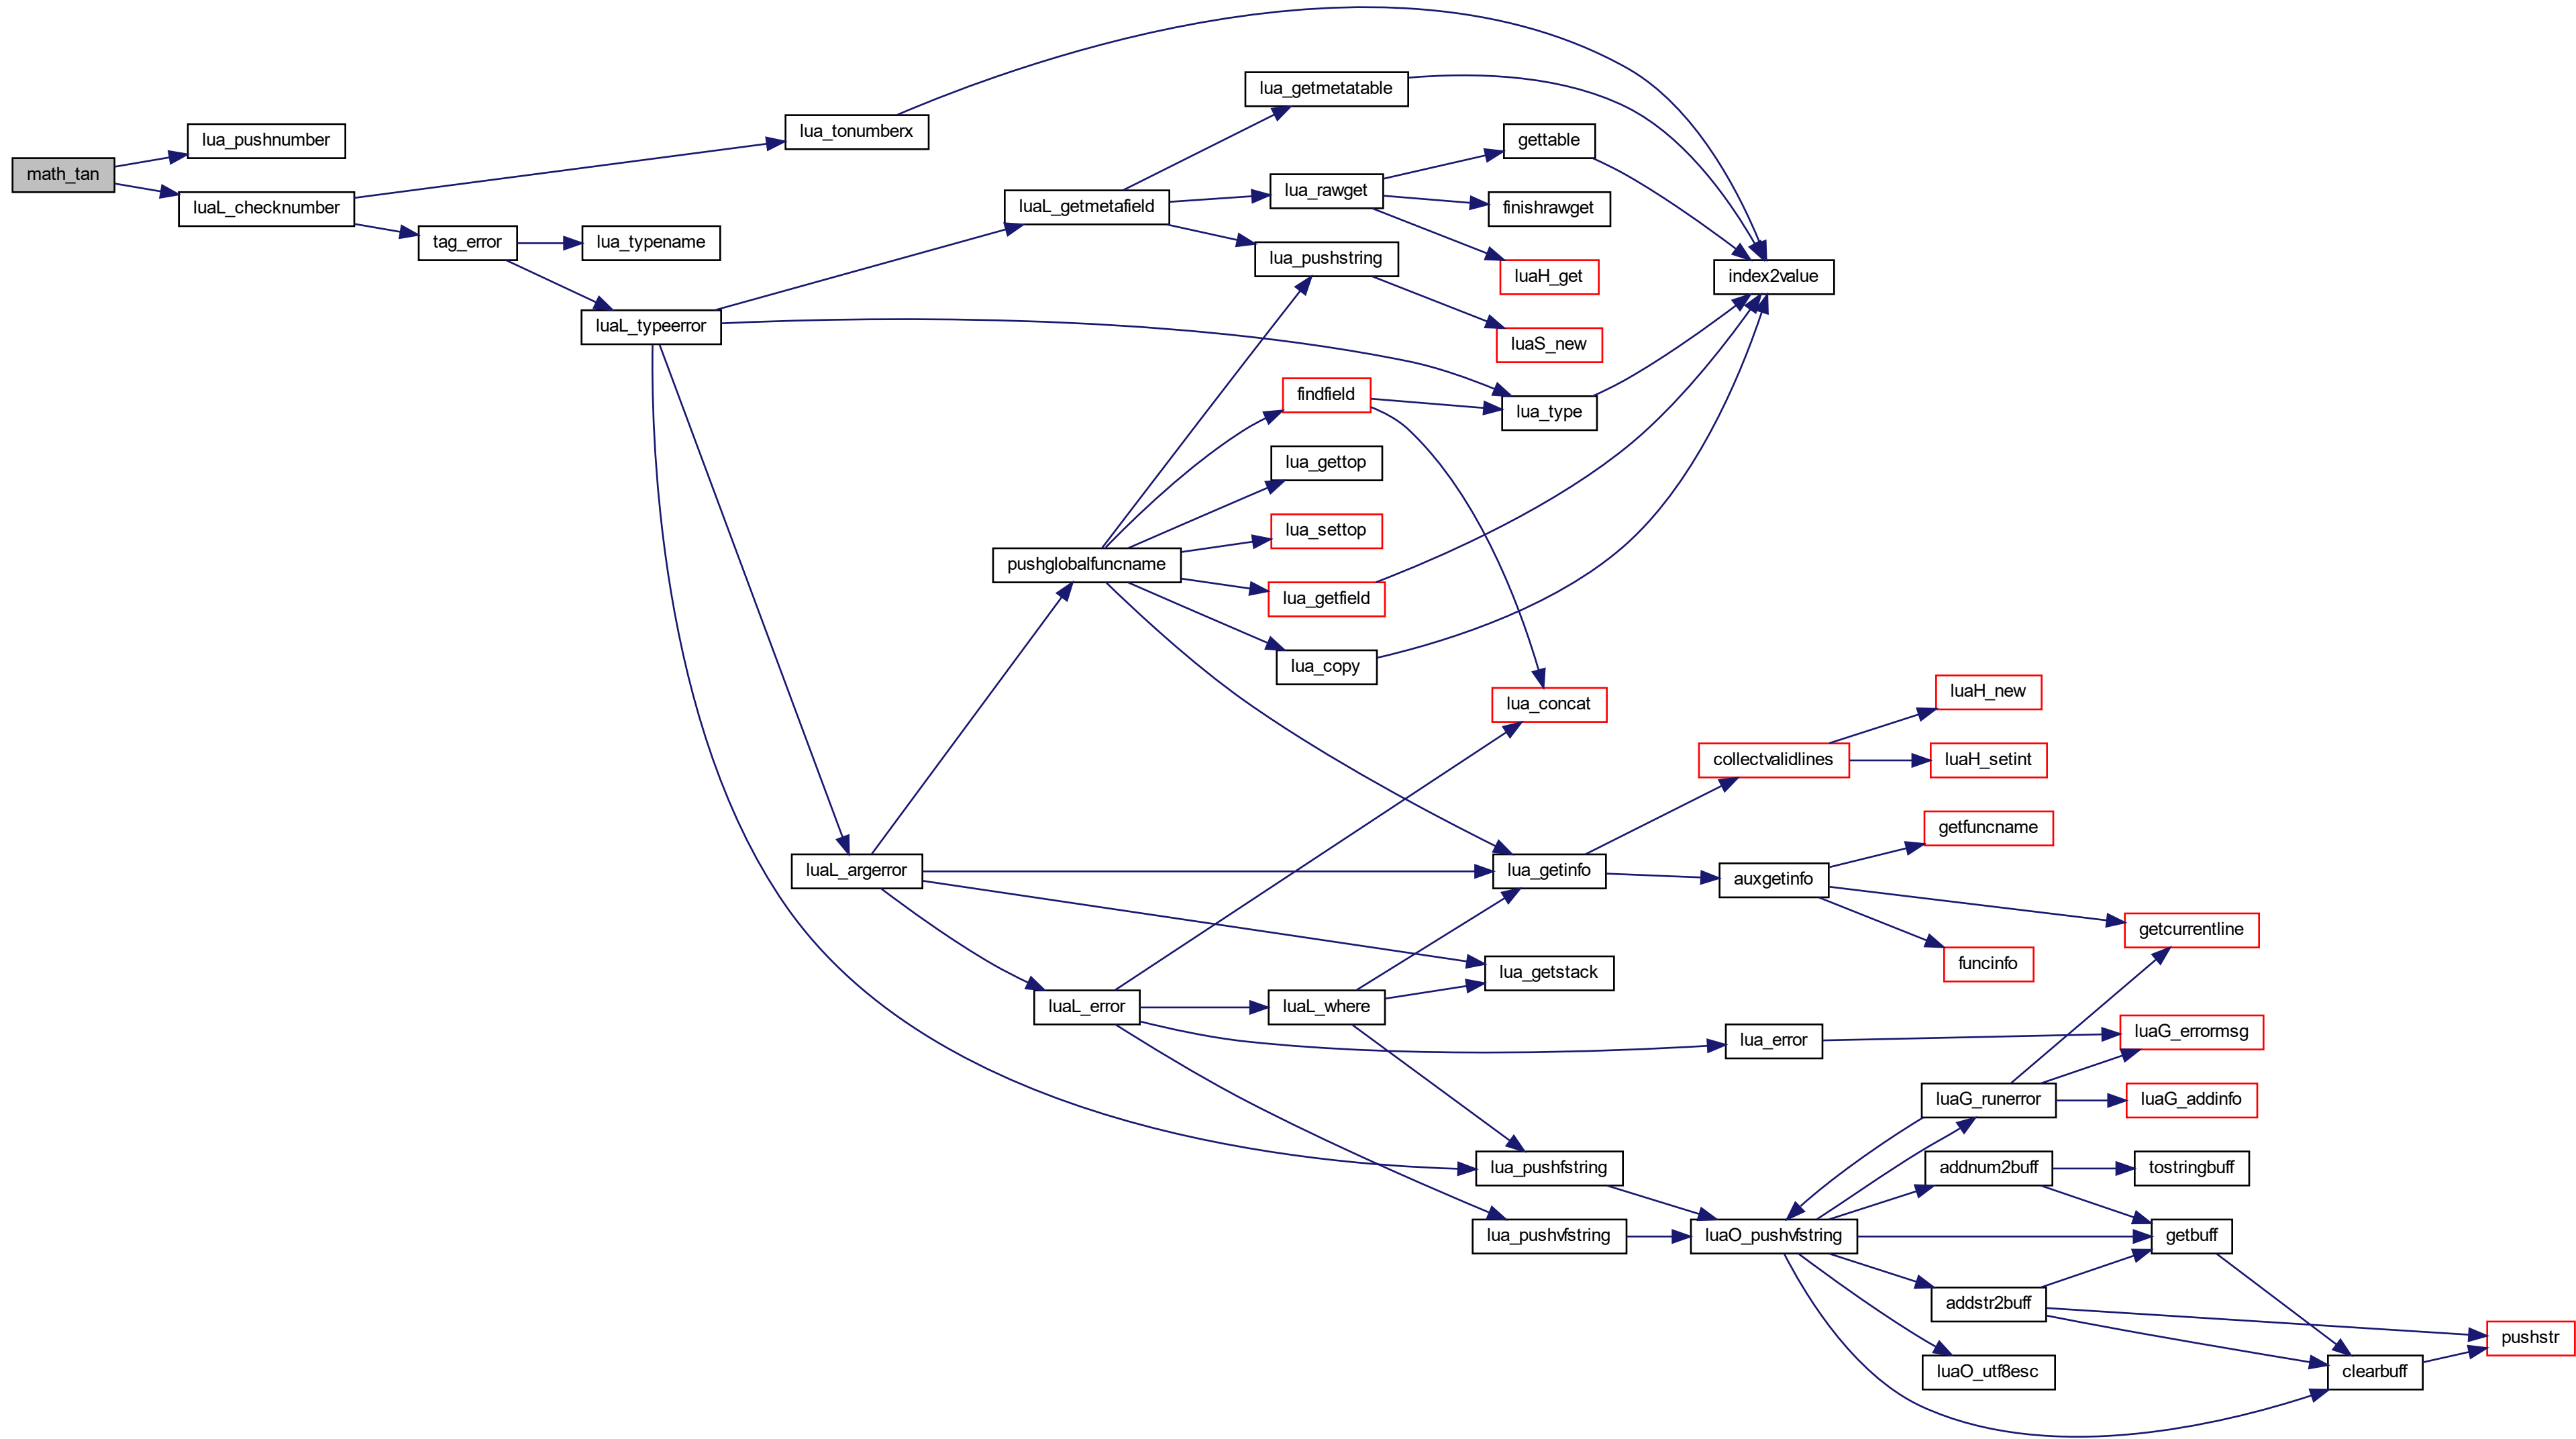 math_tan
lua_pushnumber
luaL_checknumber
lua_tonumberx
tag_error
lua_typename
luaL_typeerror
luaL_getmetafield
lua_getmetatable
lua_rawget
lua_pushstring
gettable
finishrawget
luaH_get
luaS_new
index2value
findfield
lua_type
lua_gettop
lua_settop
pushglobalfuncname
lua_getfield
lua_copy
lua_concat
luaH_new
collectvalidlines
luaH_setint
getfuncname
luaL_argerror
lua_getinfo
auxgetinfo
getcurrentline
funcinfo
lua_getstack
luaL_error
luaL_where
lua_error
luaG_errormsg
luaG_runerror
luaG_addinfo
lua_pushfstring
addnum2buff
tostringbuff
lua_pushvfstring
luaO_pushvfstring
getbuff
addstr2buff
pushstr
luaO_utf8esc
clearbuff